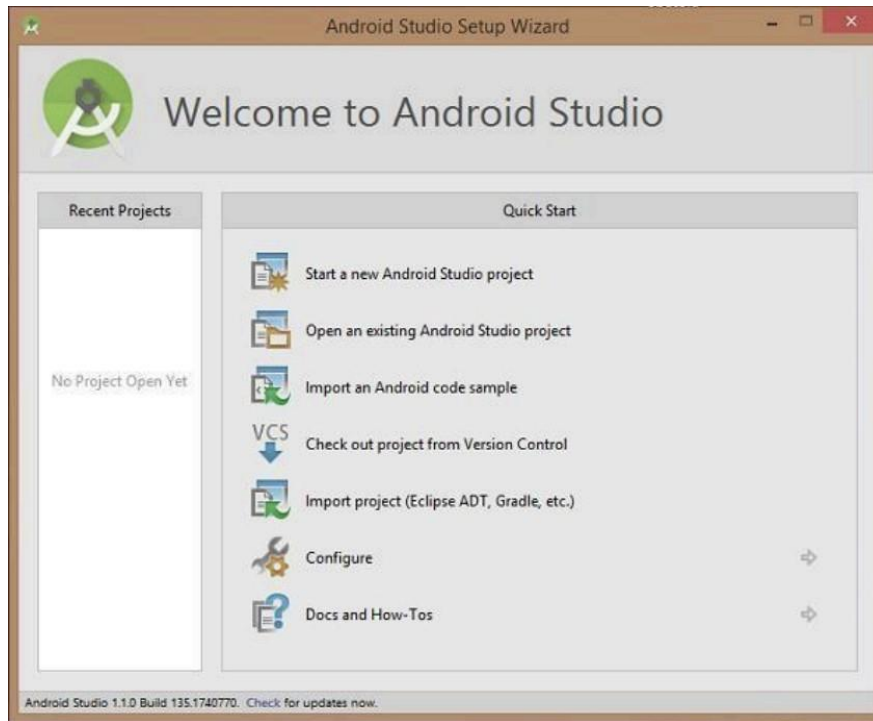 Android Studio Setup Wizard
Welcome to Android Studio
Recent Projects
No Project Open Yet
Quick Start
Start a new Android Studio project
Open an existing Android Studio project
Import an Android code sample
VCS
Check out project from Version Control
Import project (Eclipse ADT, Gradle, etc.)
Configure
Docs and How-Tos
Android Studio 1.1.0 Build 135.1740770. Check for updates now.